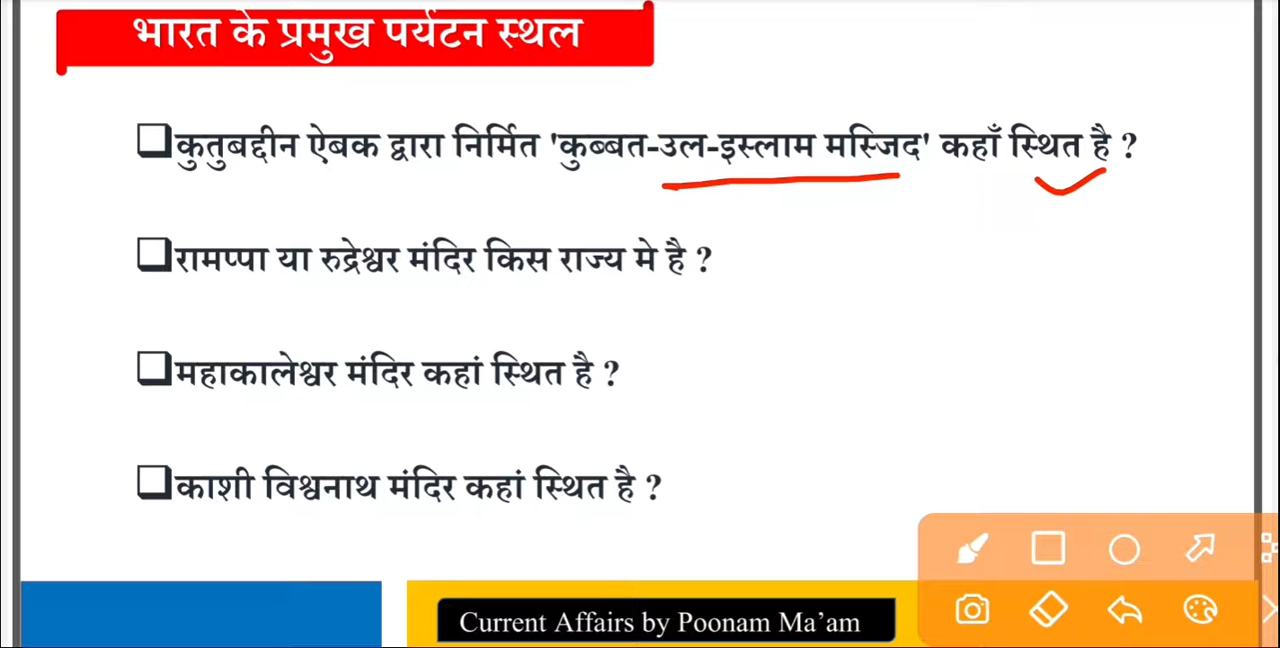 भारत के प्रमुख पर्यटन स्थल
कुतुबद्दीन ऐबक द्वारा निर्मित 'कुब्बत-उल-इस्लाम मस्जिद' कहाँ स्थित है ?
रामप्पा या रुद्रेश्वर मंदिर किस राज्य मे है ?
महाकालेश्वर मंदिर कहां स्थित है ?
काशी विश्वनाथ मंदिर कहां स्थित है ?
Current Affairs by Poonam Ma’am